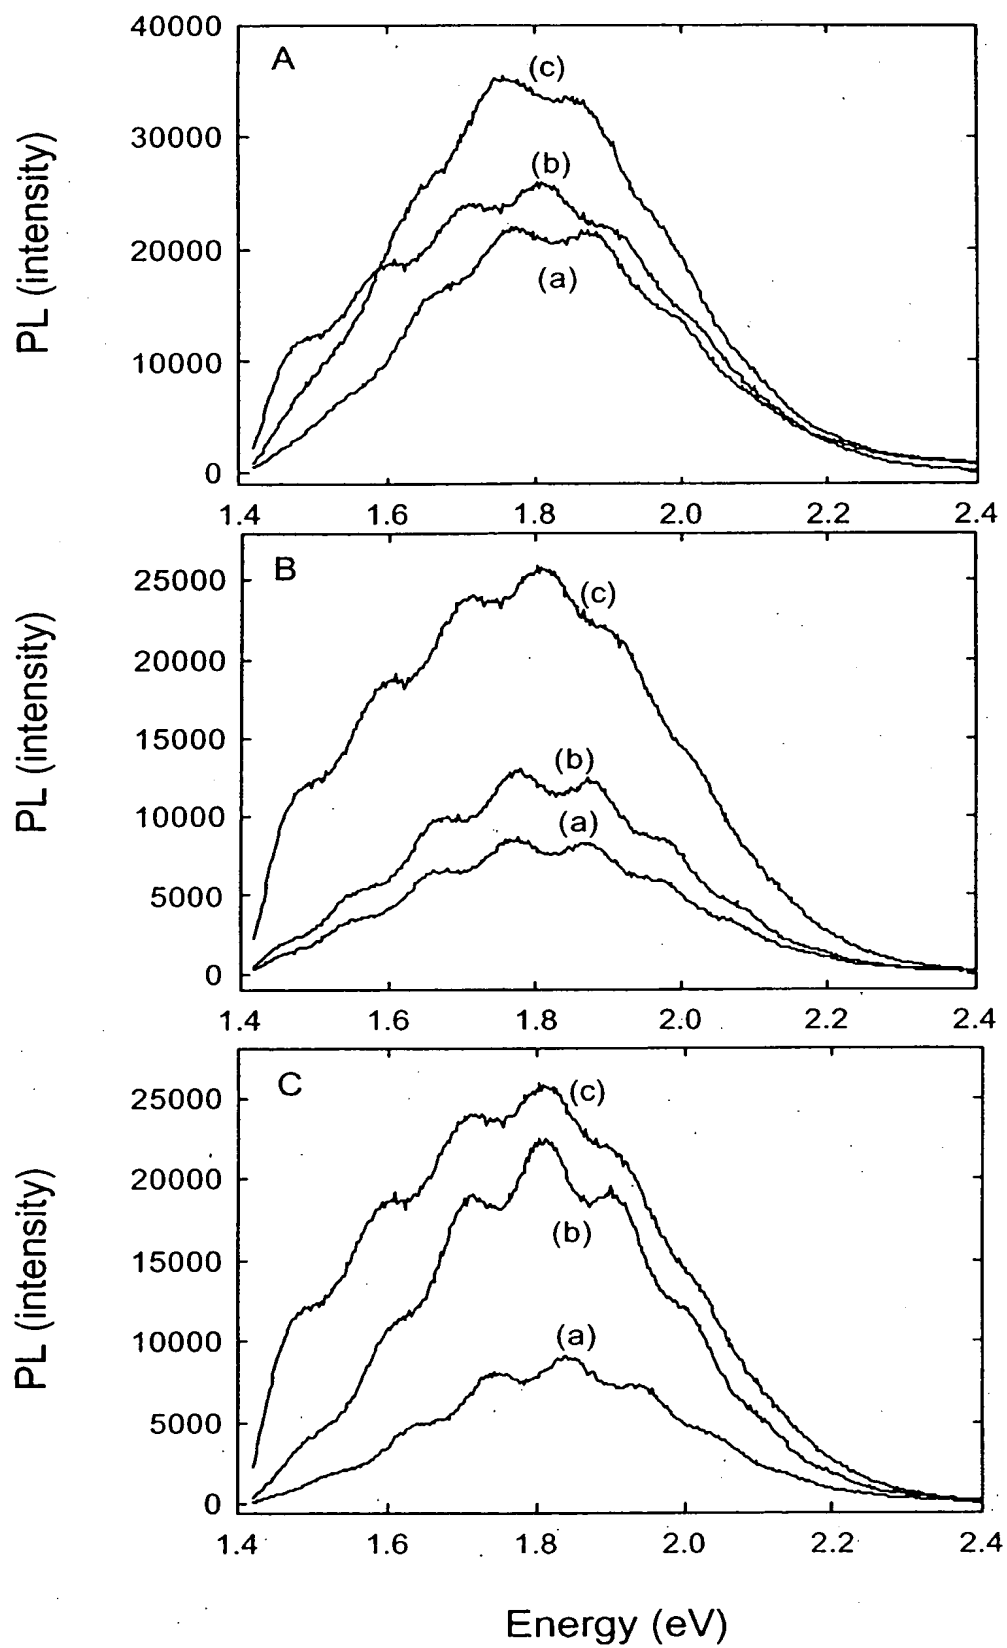 40000
A
(c)
30000
(b)
20000
(a)
10000
0
PL (intensity)
1.4 1.6 1.8 2.0 2.2 2.4
B
25000
(c)
20000
15000
(b)
10000
(a)
5000
0
PL (intensity)
1.4 1.6 1.8 2.0 2.2 2.4
C
25000
(c)
20000
(b)
15000
10000
(a)
5000
0
PL (intensity)
1.4 1.6 1.8 2.0 2.2 2.4
Energy (eV)